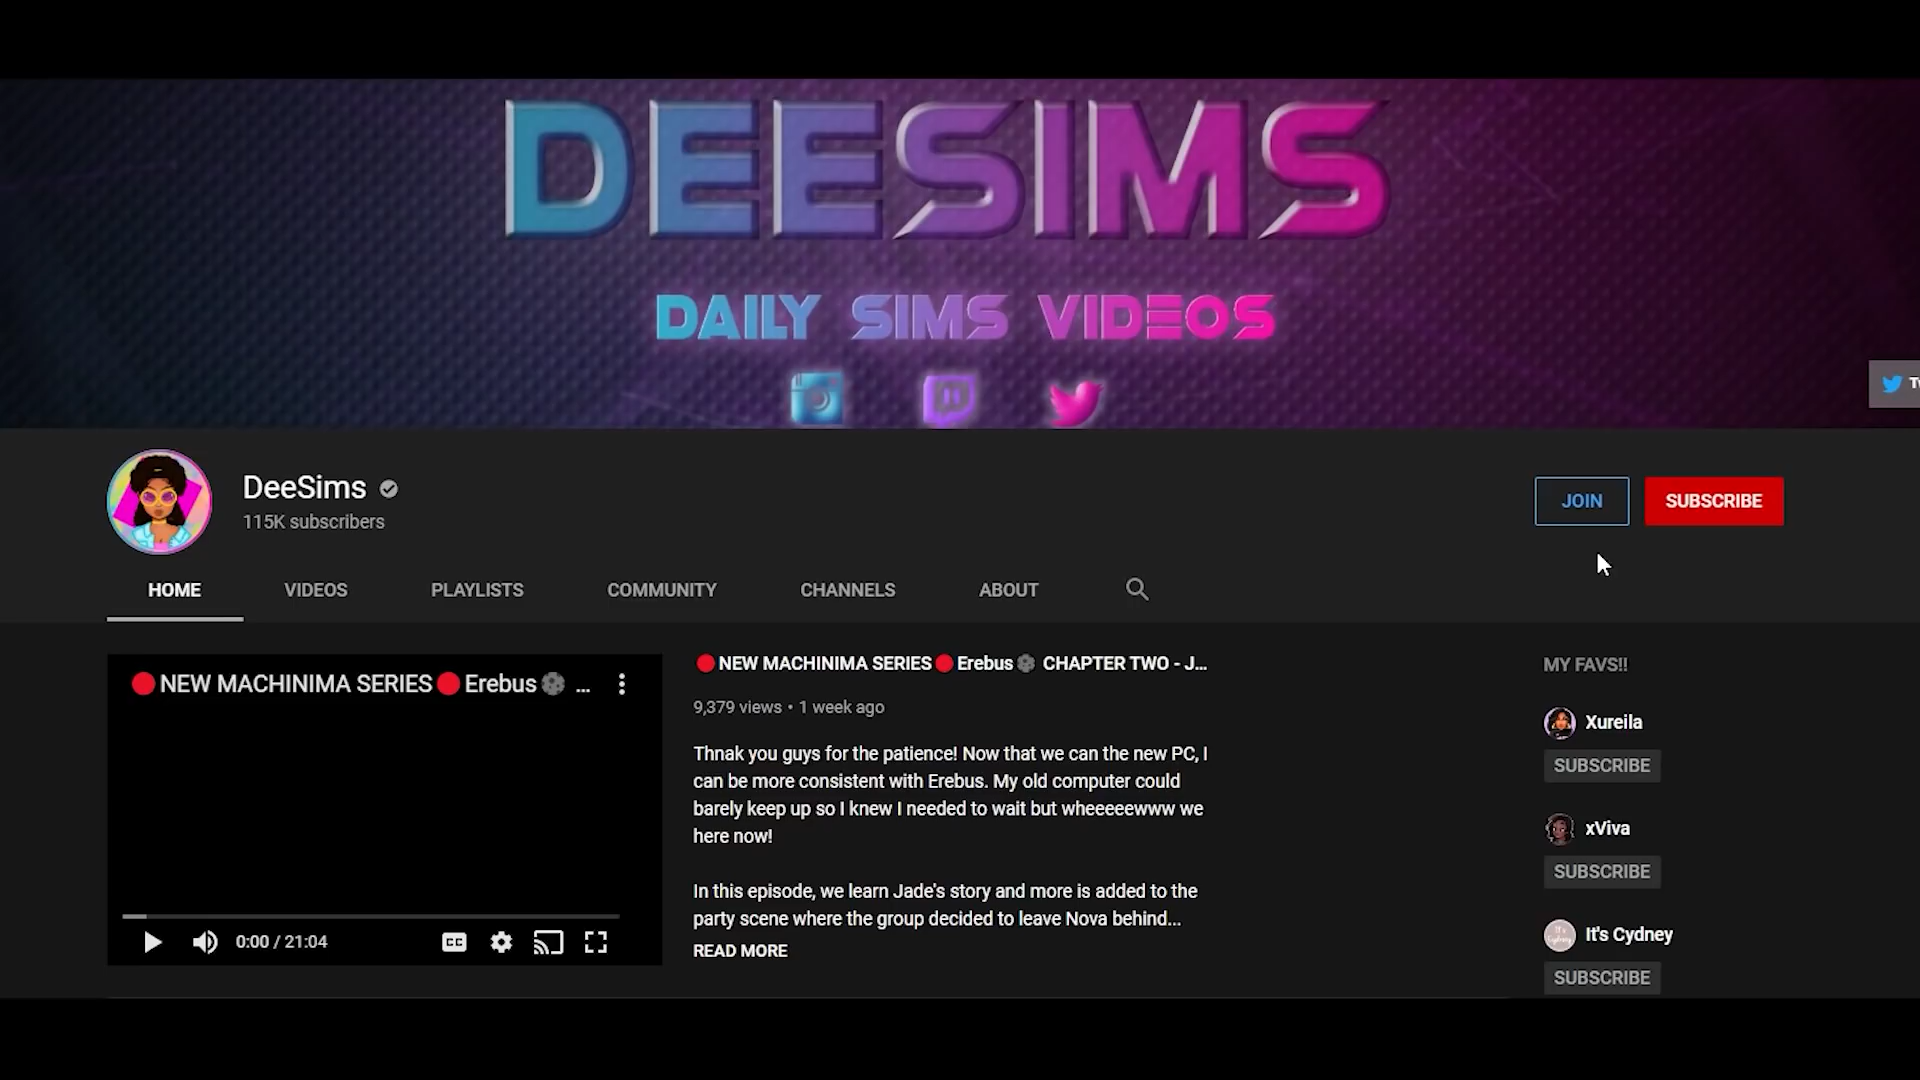 DEESIMS
DAILY SIMS VIDEOS
DeeSims
115K subscribers
JOIN
SUBSCRIBE
HOME
VIDEOS
PLAYLISTS
COMMUNITY
CHANNELS
ABOUT
🔴NEW MACHINIMA SERIES🔴Erebus ...
0:00 / 21:04
CC
🔴NEW MACHINIMA SERIES🔴Erebus CHAPTER TWO - J...
9,379 views • 1 week ago
Thnak you guys for the patience! Now that we can the new PC, I
can be more consistent with Erebus. My old computer could
barely keep up so I knew I needed to wait but wheeeeewww we
here now!
In this episode, we learn Jade's story and more is added to the
party scene where the group decided to leave Nova behind...
READ MORE
MY FAVS!!
Xureila
SUBSCRIBE
xViva
SUBSCRIBE
It's Cydney
SUBSCRIBE